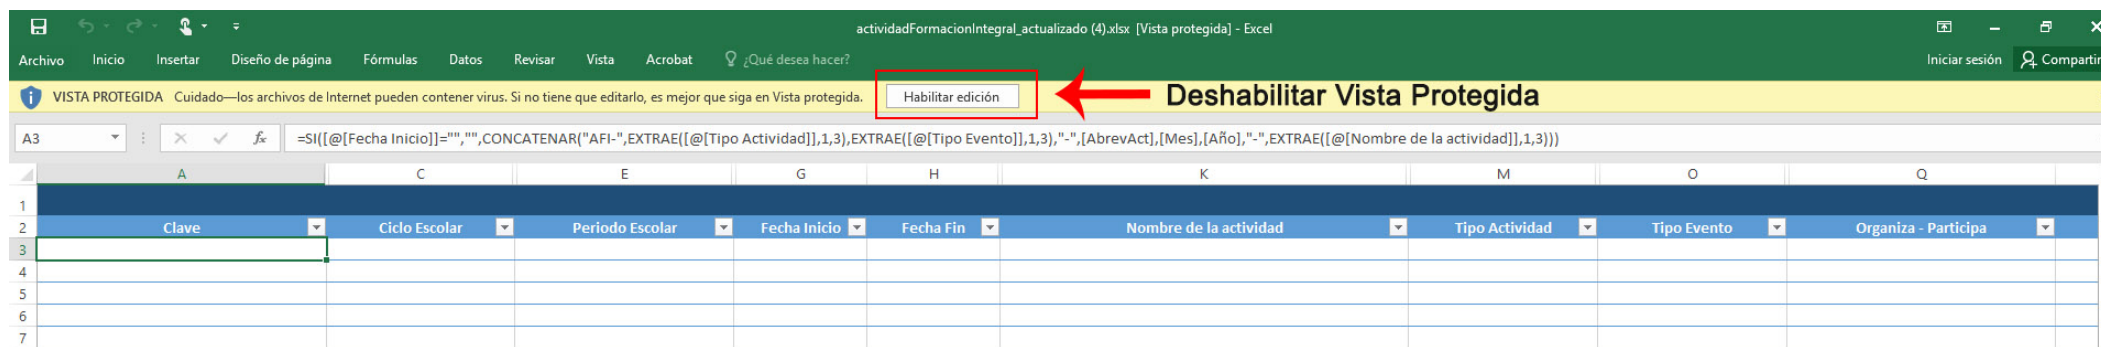 actividadFormacionIntegral_actualizado (4).xlsx [Vista protegida] - Excel
Archivo Inicio Insertar Diseño de página Fórmulas Datos Revisar Vista Acrobat ¿Qué desea hacer? Iniciar sesión Compartir
VISTA PROTEGIDA Cuidado—los archivos de Internet pueden contener virus. Si no tiene que editarlo, es mejor que siga en Vista protegida. Habilitar edición Deshabilitar Vista Protegida
A3 fx =SI([@[Fecha Inicio]]="","",CONCATENAR("AFI-",EXTRAE([@[Tipo Actividad]],1,3),EXTRAE([@[Tipo Evento]],1,3),"-",[AbrevAct],[Mes],[Año],"-",EXTRAE([@[Nombre de la actividad]],1,3)))
A C E G H K M O Q
1
2 Clave Ciclo Escolar Periodo Escolar Fecha Inicio Fecha Fin Nombre de la actividad Tipo Actividad Tipo Evento Organiza - Participa
3
4
5
6
7